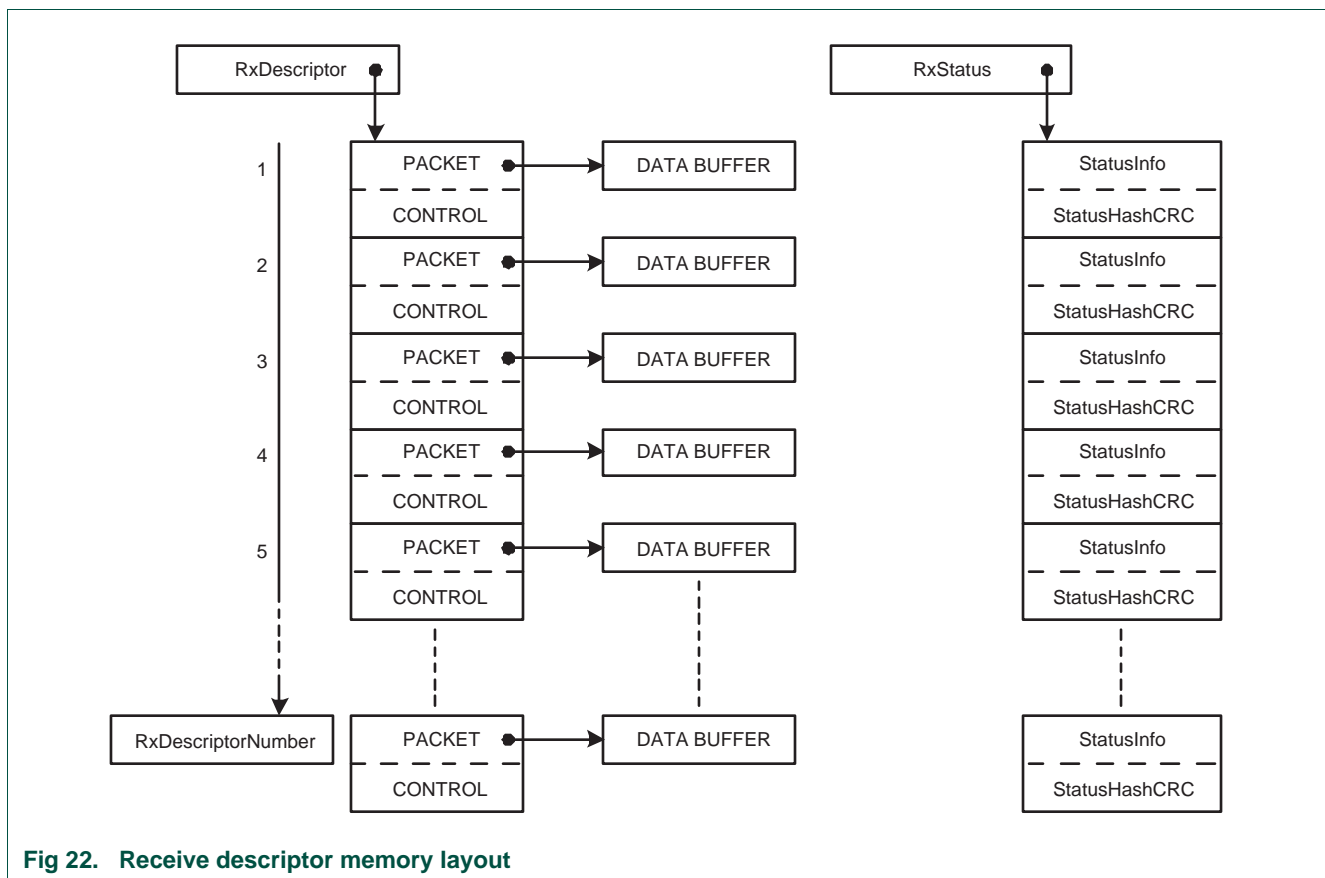 RxDescriptor
RxStatus
1
PACKET
DATA BUFFER
StatusInfo
CONTROL
StatusHashCRC
2
PACKET
DATA BUFFER
StatusInfo
CONTROL
StatusHashCRC
3
PACKET
DATA BUFFER
StatusInfo
CONTROL
StatusHashCRC
4
PACKET
DATA BUFFER
StatusInfo
CONTROL
StatusHashCRC
5
PACKET
DATA BUFFER
StatusInfo
CONTROL
StatusHashCRC
RxDescriptorNumber
PACKET
DATA BUFFER
StatusInfo
CONTROL
StatusHashCRC
Fig 22. Receive descriptor memory layout